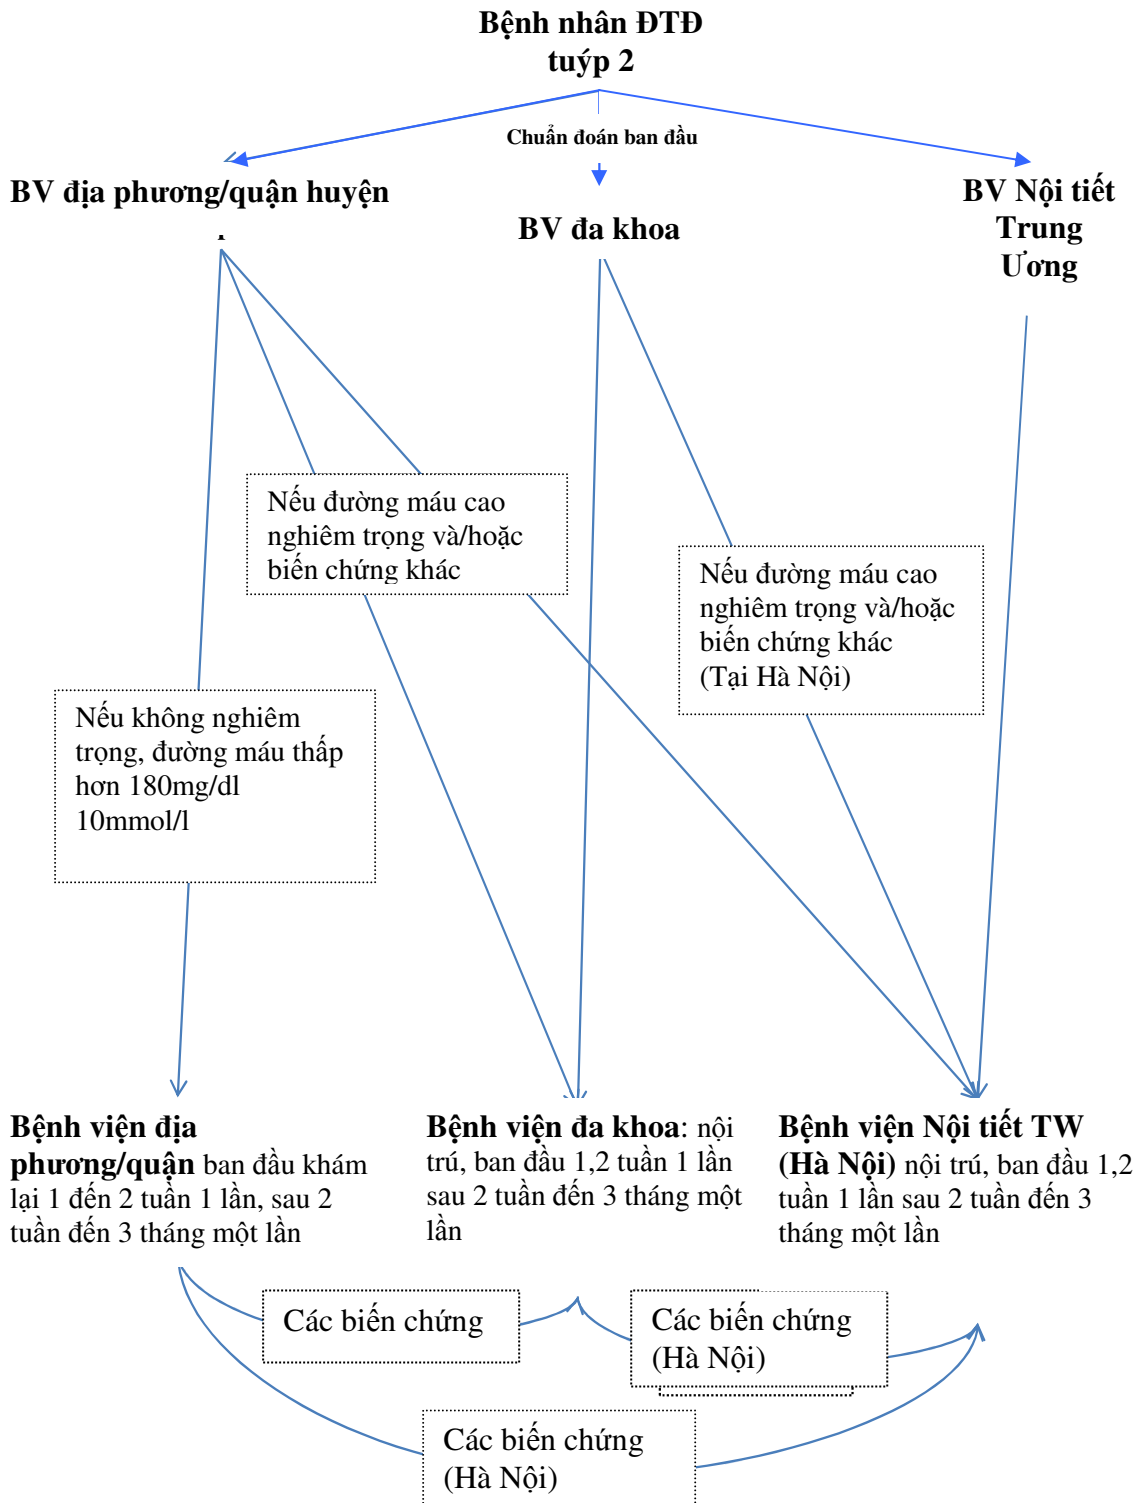 Bệnh nhân ĐTĐ
tuýp 2
Chuẩn đoán ban đầu
BV địa phương/quận huyện
BV đa khoa
BV Nội tiết
Trung
Ương
Nếu đường máu cao
nghiêm trọng và/hoặc
biến chứng khác
Nếu đường máu cao
nghiêm trọng và/hoặc
biến chứng khác
(Tại Hà Nội)
Nếu không nghiêm
trọng, đường máu thấp
hơn 180mg/dl
10mmol/l
Bệnh viện địa
phương/quận ban đầu khám
lại 1 đến 2 tuần 1 lần, sau 2
tuần đến 3 tháng một lần
Bệnh viện đa khoa: nội
trú, ban đầu 1,2 tuần 1 lần
sau 2 tuần đến 3 tháng một
lần
Bệnh viện Nội tiết TW
(Hà Nội) nội trú, ban đầu 1,2
tuần 1 lần sau 2 tuần đến 3
tháng một lần
Các biến chứng
Các biến chứng
(Hà Nội)
Các biến chứng
(Hà Nội)